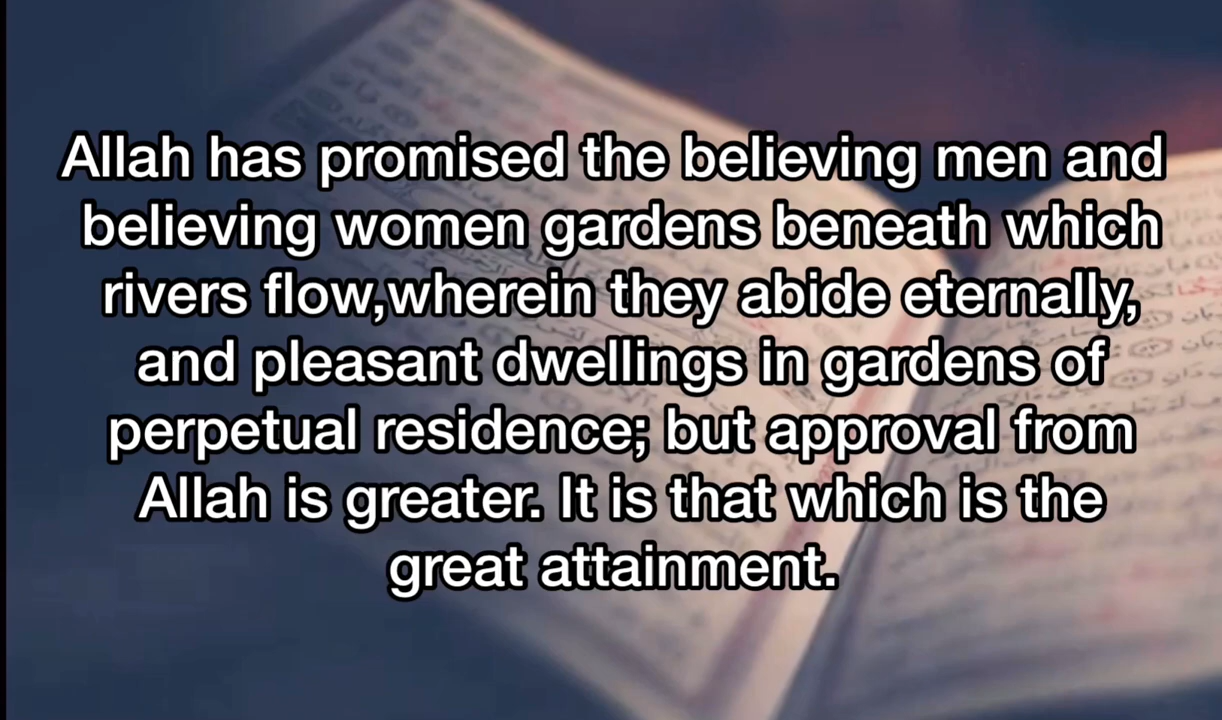 Allah has promised the believing men and
believing women gardens beneath which
rivers flow,wherein they abide eternally,
and pleasant dwellings in gardens of
perpetual residence; but approval from
Allah is greater. It is that which is the
great attainment.